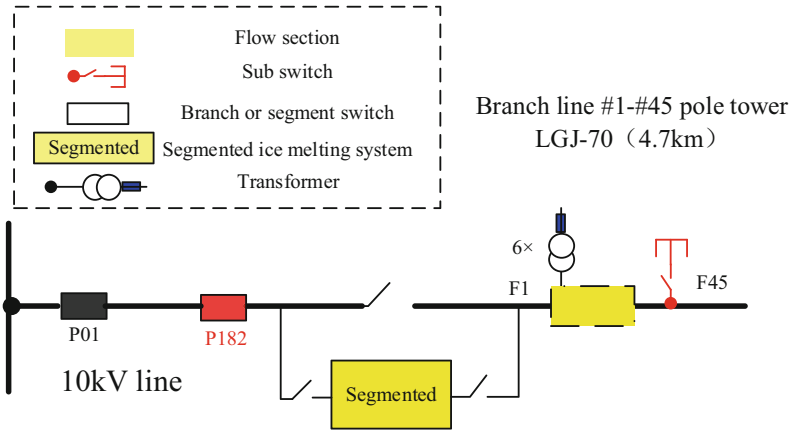 Flow section
Sub switch
Branch or segment switch
Segmented
Segmented ice melting system
Transformer
Branch line #1-#45 pole tower
LGJ-70（4.7km）
6×
F1
F45
P01
P182
10kV line
Segmented